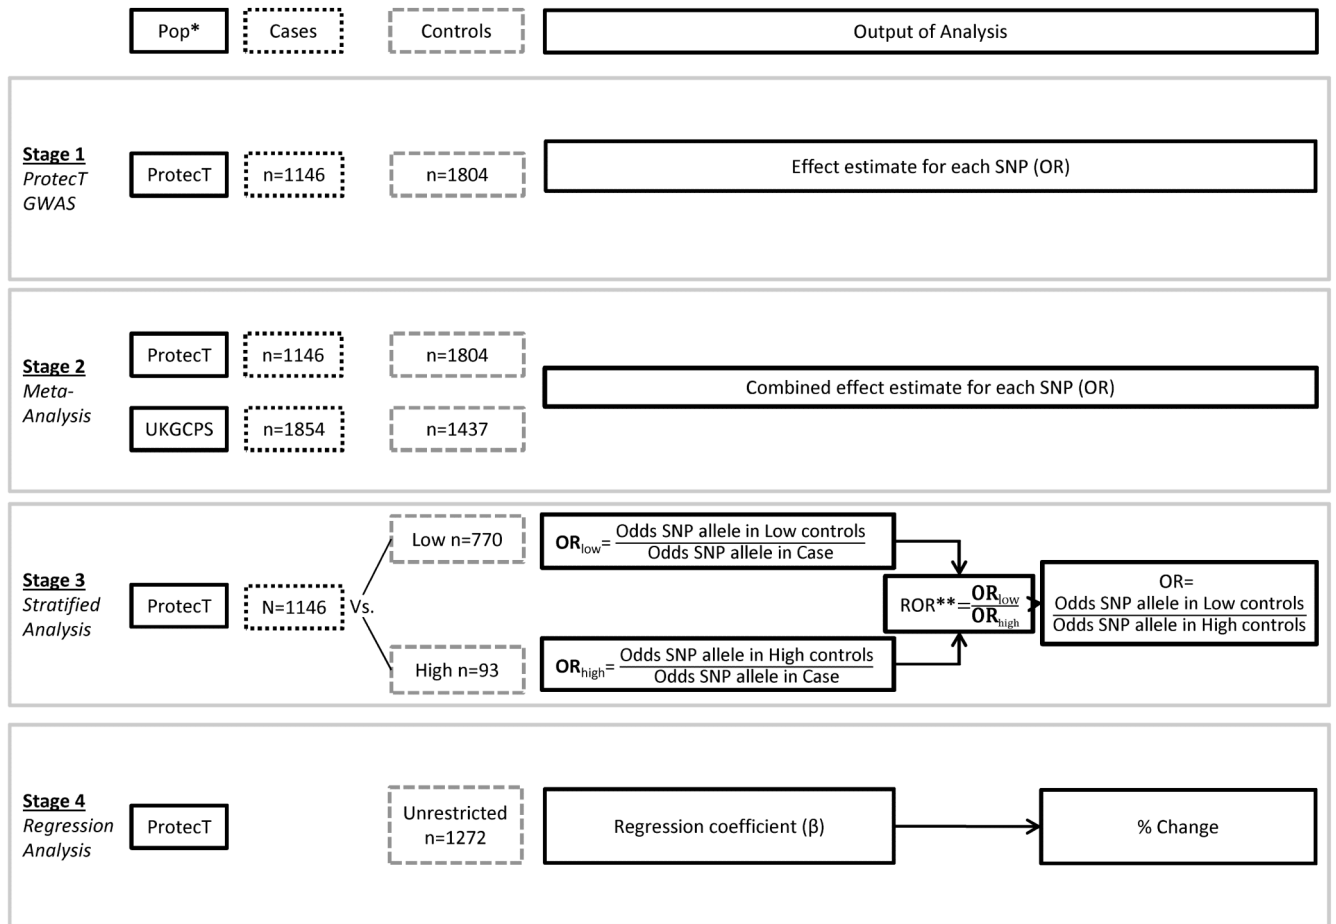 Pop*
Cases
Controls
Output of Analysis
Stage 1
ProtecT
GWAS
ProtecT
n=1146
n=1804
Effect estimate for each SNP (OR)
Stage 2
Meta-
Analysis
ProtecT
n=1146
n=1804
UKGCPS
n=1854
n=1437
Combined effect estimate for each SNP (OR)
Stage 3
Stratified
Analysis
ProtecT
N=1146
Vs.
Low n=770
High n=93
ORlow= Odds SNP allele in Low controls
Odds SNP allele in Case
ORhigh= Odds SNP allele in High controls
Odds SNP allele in Case
ROR**= ORlow
ORhigh
OR=
Odds SNP allele in Low controls
Odds SNP allele in High controls
Stage 4
Regression
Analysis
ProtecT
Unrestricted
n=1272
Regression coefficient (β)
% Change